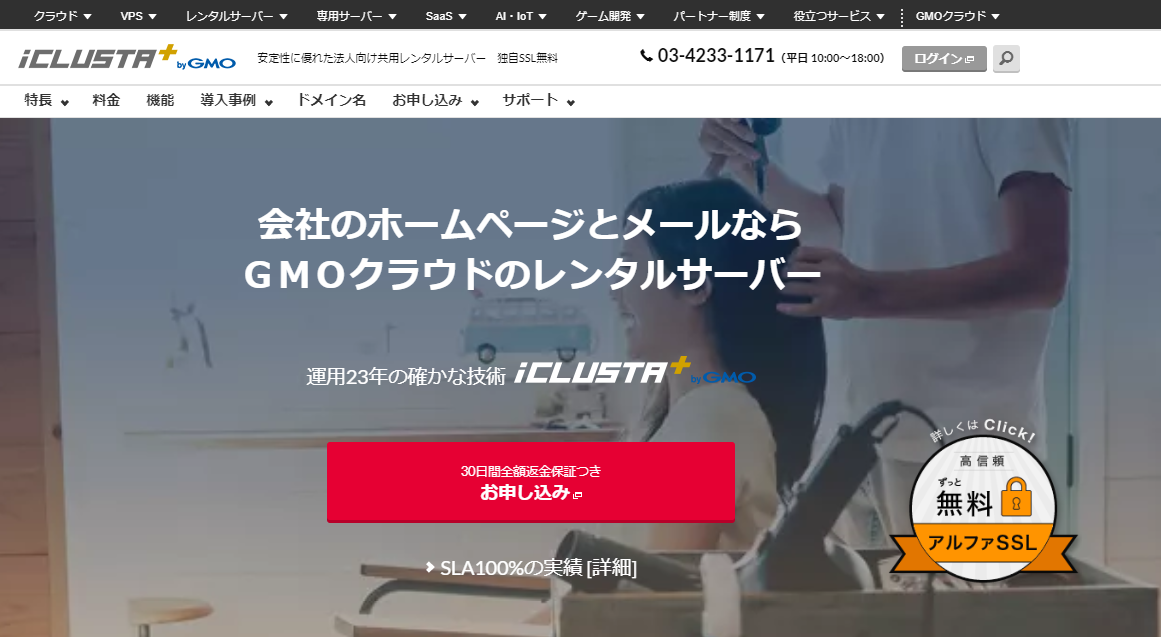 クラウド
VPS
レンタルサーバー
専用サーバー
SaaS
AI・IoT
ゲーム開発
パートナー制度
役立つサービス
GMOクラウド
iCLUSTA+ by GMO
安定性に優れた法人向け共用レンタルサーバー 独自SSL無料
03-4233-1171 (平日 10:00〜18:00)
ログイン
特長
料金
機能
導入事例
ドメイン名
お申し込み
サポート
会社のホームページとメールなら
GMOクラウドのレンタルサーバー
運用23年の確かな技術 iCLUSTA+ by GMO
30日間全額返金保証つき
お申し込み
SLA100%の実績 [詳細]
詳しくは Click!
高信頼
ずっと
無料
アルファSSL